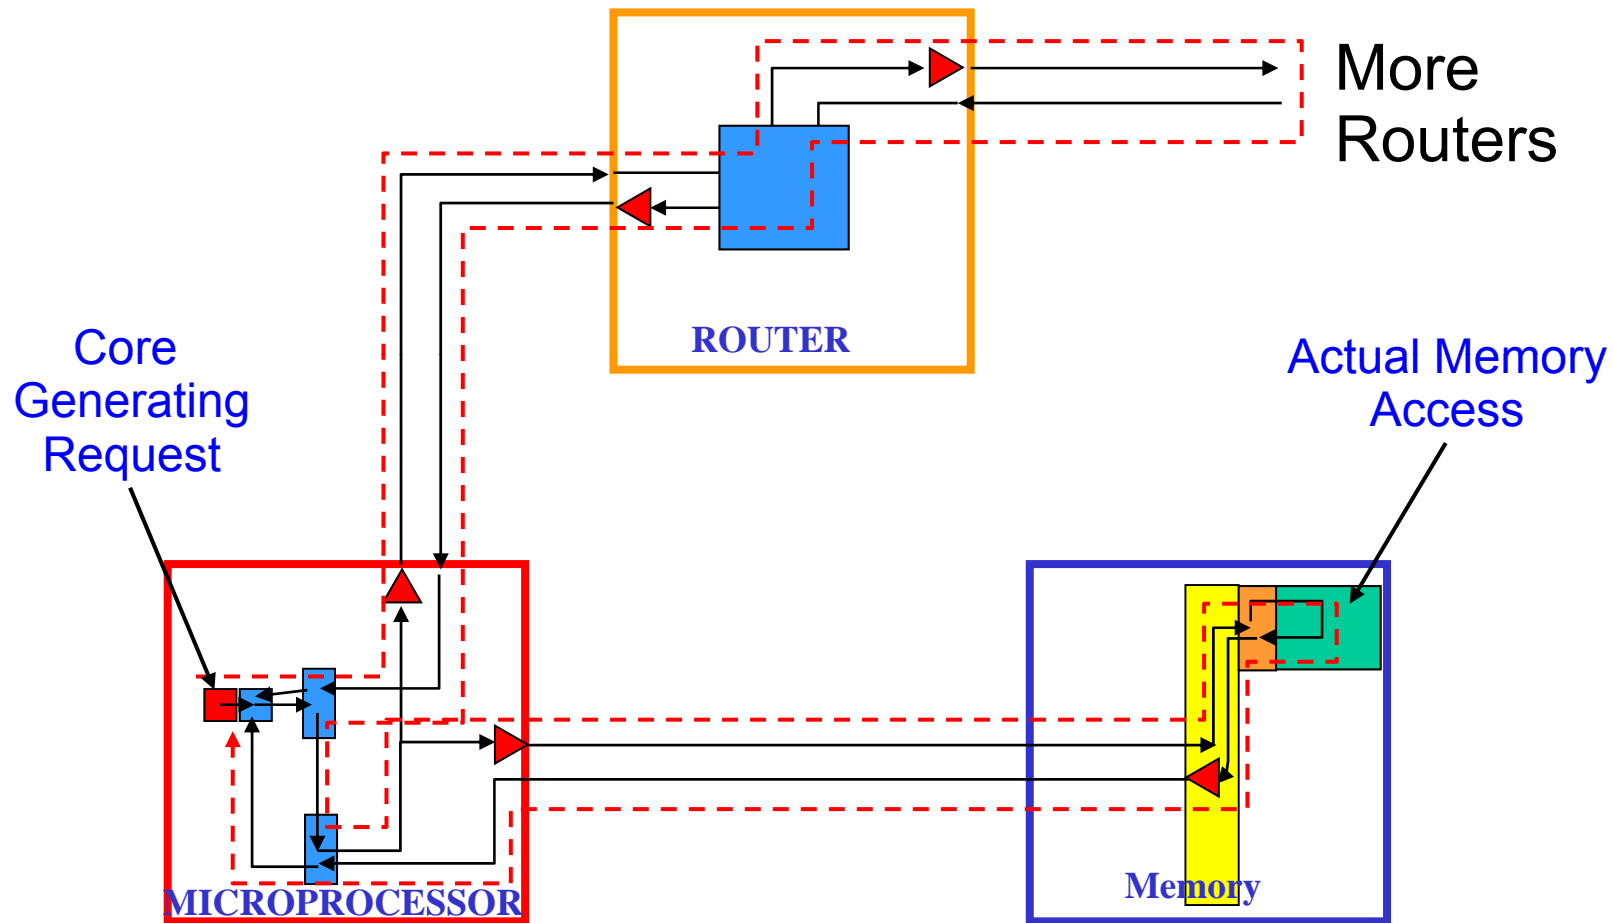 More
Routers
ROUTER
Core
Generating
Request
Actual Memory
Access
MICROPROCESSOR
Memory